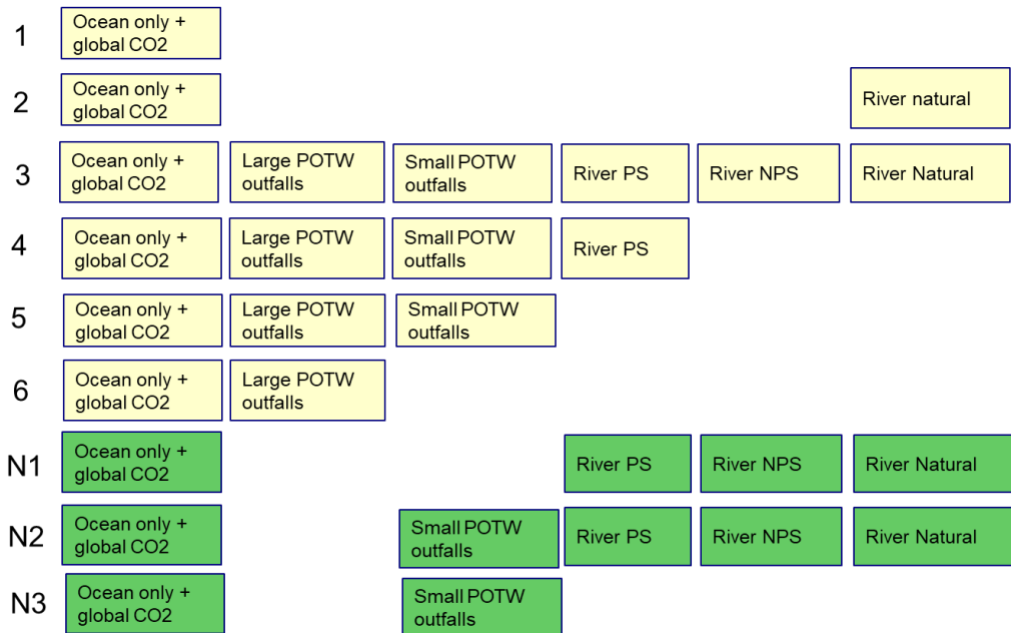 1
Ocean only +
global CO2
2
Ocean only +
global CO2
River natural
3
Ocean only +
global CO2
Large POTW
outfalls
Small POTW
outfalls
River PS
River NPS
River Natural
4
Ocean only +
global CO2
Large POTW
outfalls
Small POTW
outfalls
River PS
5
Ocean only +
global CO2
Large POTW
outfalls
Small POTW
outfalls
6
Ocean only +
global CO2
Large POTW
outfalls
N1
Ocean only +
global CO2
River PS
River NPS
River Natural
N2
Ocean only +
global CO2
Small POTW
outfalls
River PS
River NPS
River Natural
N3
Ocean only +
global CO2
Small POTW
outfalls